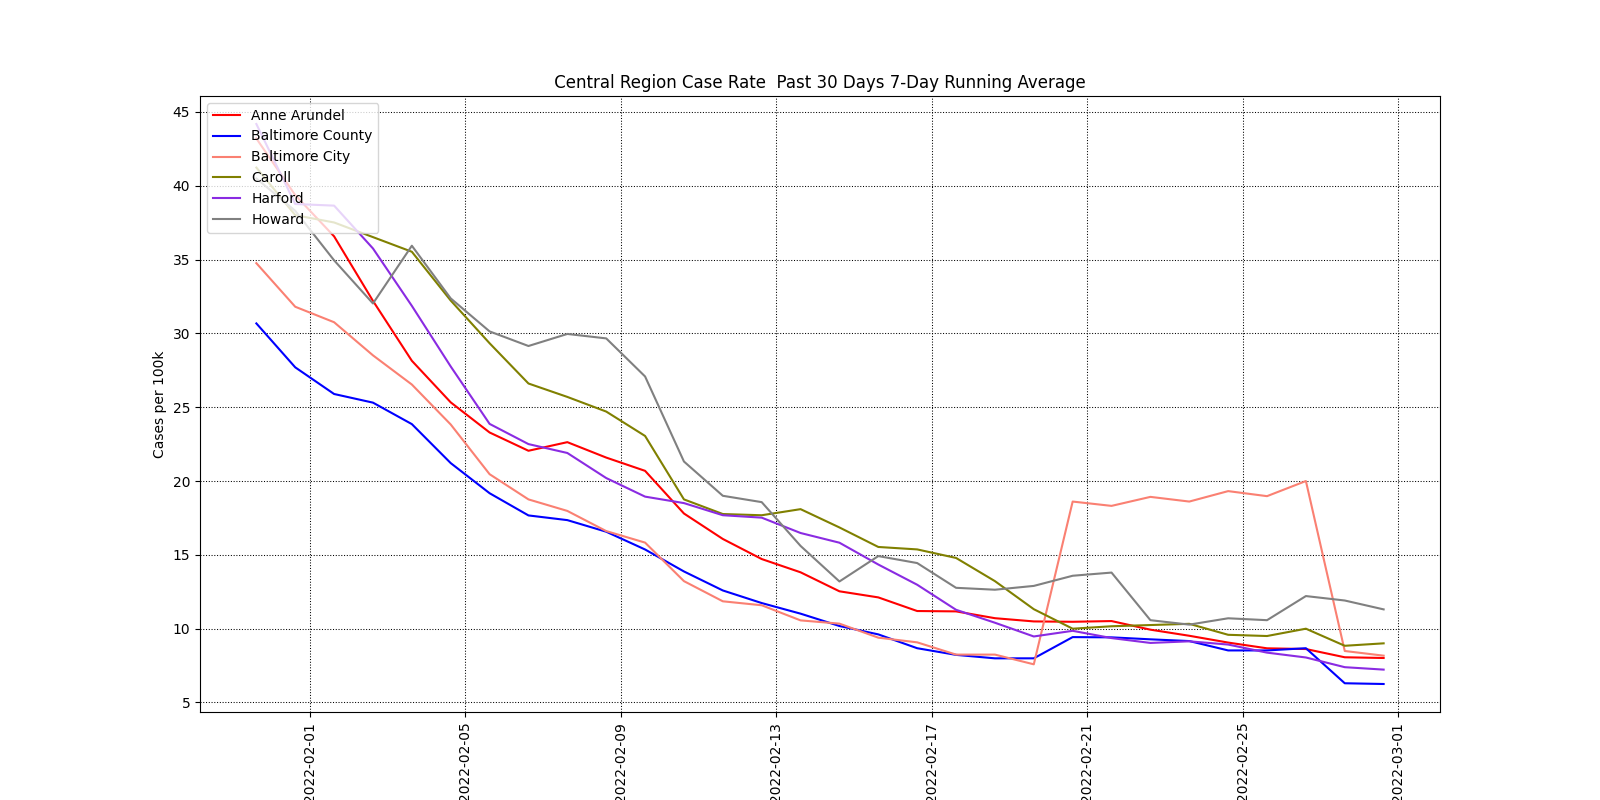 Central Region Case Rate  Past 30 Days 7-Day Running Average
45
40
35
30
25
20
15
10
5
Cases per 100k
Anne Arundel
Baltimore County
Baltimore City
Caroll
Harford
Howard
2022-02-01
2022-02-05
2022-02-09
2022-02-13
2022-02-17
2022-02-21
2022-02-25
2022-03-01